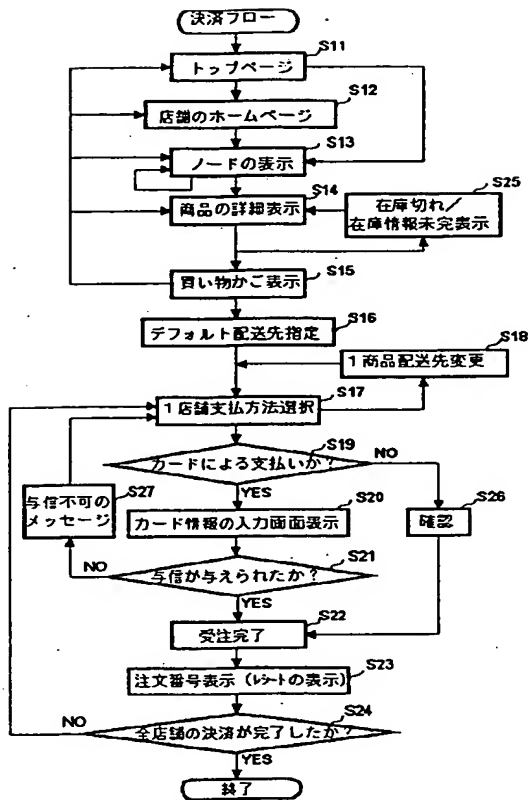 決済フロー
S11
トップページ
S12
店舗のホームページ
S13
ノードの表示
S14
商品の詳細表示
S25
在庫切れ/
在庫情報未完表示
S15
買い物かご表示
S16
デフォルト配送先指定
S18
1商品配送先変更
S17
1店舗支払方法選択
S19
カードによる支払いか?
NO
YES
S27
与信不可の
メッセージ
S20
カード情報の入力画面表示
S26
確認
S21
与信が与えられたか?
NO
YES
S22
受注完了
S23
注文番号表示(レシートの表示)
S24
全店舗の決済が完了したか?
NO
YES
終了